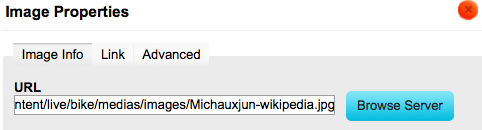 Image Properties
Image Info Link Advanced
URL
ntent/live/bike/medias/images/Michauxjun-wikipedia.jpg
Browse Server